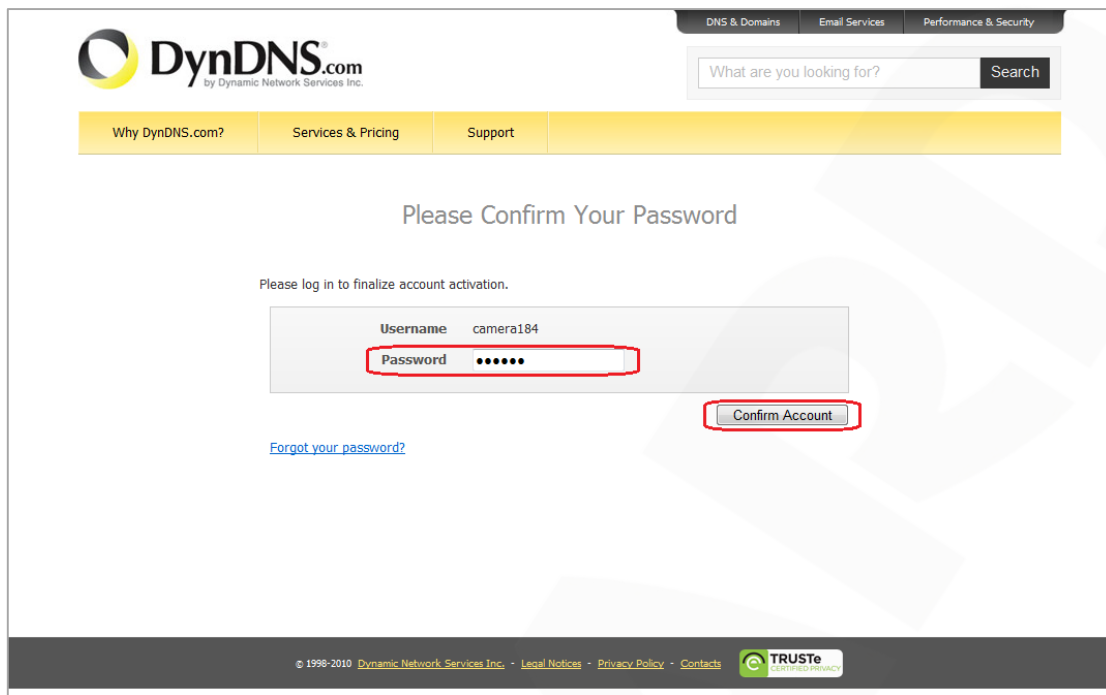 DNS & Domains Email Services Performance & Security
DynDNS.com
by Dynamic Network Services Inc.
What are you looking for? Search
Why DynDNS.com? Services & Pricing Support
Please Confirm Your Password
Please log in to finalize account activation.
Username camera184
Password ••••••
Confirm Account
Forgot your password?
© 1998-2010 Dynamic Network Services Inc. - Legal Notices - Privacy Policy - Contacts
TRUSTe
CERTIFIED PRIVACY